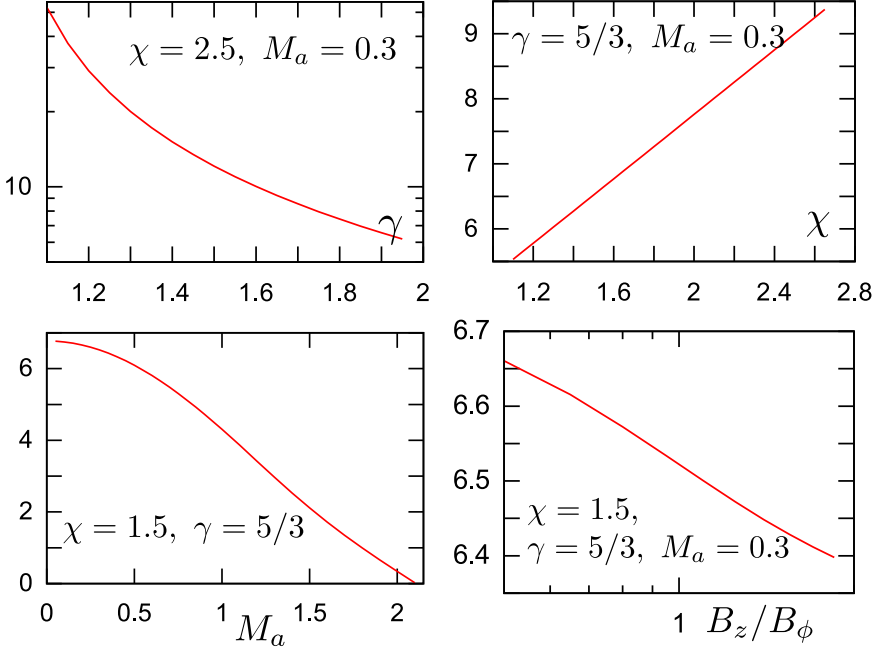 χ = 2.5, M_a = 0.3
10
γ
1.2 1.4 1.6 1.8 2
γ = 5/3, M_a = 0.3
9
8
7
6
χ
1.2 1.6 2 2.4 2.8
6
4
2
0
χ = 1.5, γ = 5/3
0 0.5 1 1.5 2
M_a
6.7
6.6
6.5
6.4
χ = 1.5,
γ = 5/3, M_a = 0.3
1 B_z/B_ϕ